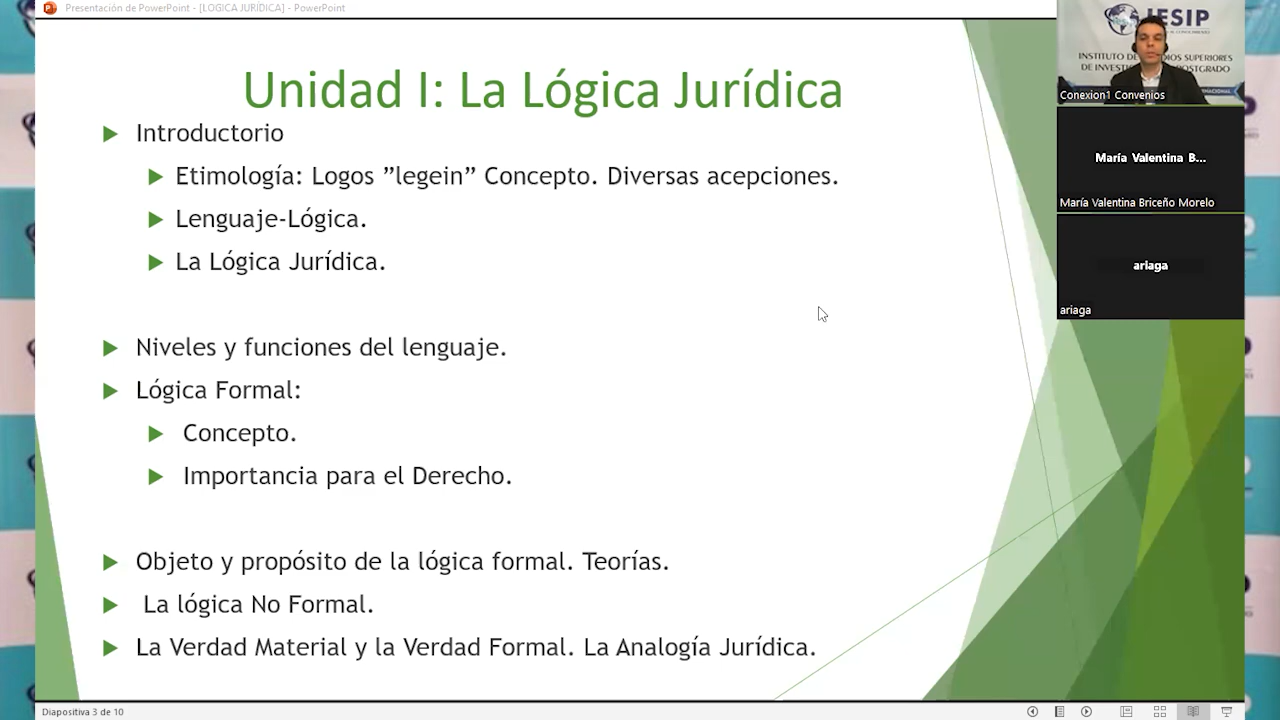 Presentación de PowerPoint - [LOGICA JURÍDICA] - PowerPoint
Unidad I: La Lógica Jurídica
Introductorio
Etimología: Logos ”legein” Concepto. Diversas acepciones.
Lenguaje-Lógica.
La Lógica Jurídica.
Niveles y funciones del lenguaje.
Lógica Formal:
Concepto.
Importancia para el Derecho.
Objeto y propósito de la lógica formal. Teorías.
La lógica No Formal.
La Verdad Material y la Verdad Formal. La Analogía Jurídica.
Diapositiva 3 de 10
IESIP
INSTITUTO DE ESTUDIOS SUPERIORES
DE INVESTIGACIÓN Y POSTGRADO
Conexion1 Convenios
María Valentina B...
María Valentina Briceño Morelo
ariaga
ariaga